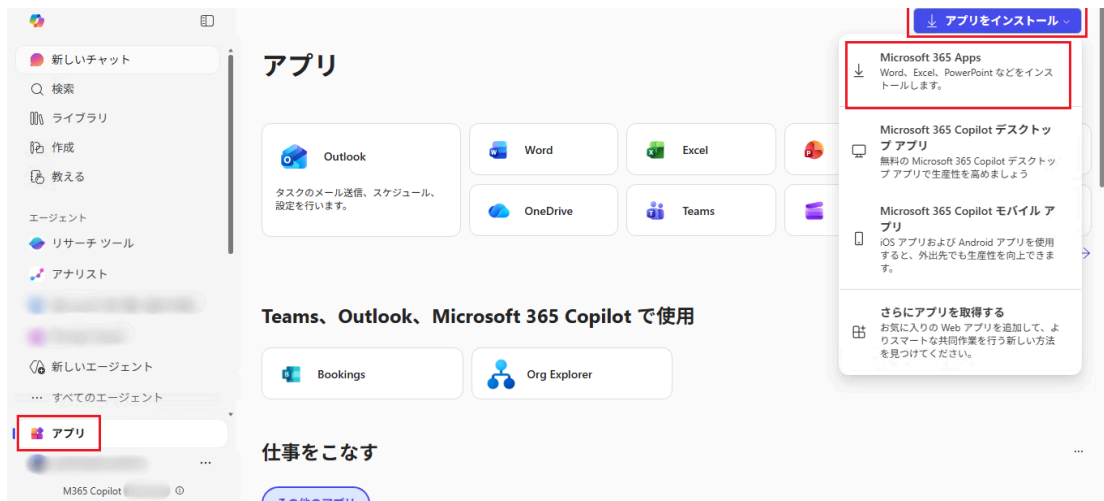 新しいチャット
検索
ライブラリ
作成
教える
エージェント
リサーチ ツール
アナリスト
新しいエージェント
すべてのエージェント
アプリ
M365 Copilot
アプリをインストール
アプリ
Outlook
タスクのメール送信、スケジュール、
設定を行います。
Word
Excel
OneDrive
Teams
Microsoft 365 Apps
Word、Excel、PowerPoint などをインス
トールします。
Microsoft 365 Copilot デスクトッ
プ アプリ
無料の Microsoft 365 Copilot デスクトッ
プ アプリで生産性を高めましょう
Microsoft 365 Copilot モバイル ア
プリ
iOS アプリおよび Android アプリを使用
すると、外出先でも生産性を向上できま
す。
さらにアプリを取得する
お気に入りの Web アプリを追加して、よ
りスマートな共同作業を行う新しい方法
を見つけてください。
Teams、Outlook、Microsoft 365 Copilot で使用
Bookings
Org Explorer
仕事をこなす
その他のアプリ